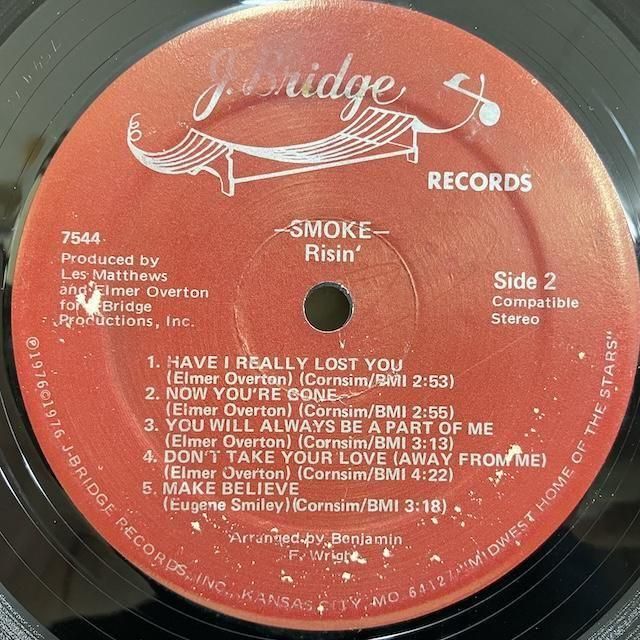 J. Bridge
RECORDS
-SMOKE-
Risin'
7544
Produced by
Les Matthews
and Elmer Overton
for J-Bridge
Productions, Inc.
Side 2
Compatible
Stereo
1. HAVE I REALLY LOST YOU
(Elmer Overton) (Cornsim/BMI 2:53)
2. NOW YOU'RE GONE
(Elmer Overton) (Cornsim/BMI 2:55)
3. YOU WILL ALWAYS BE A PART OF ME
(Elmer Overton) (Cornsim/BMI 3:13)
4. DON'T TAKE YOUR LOVE (AWAY FROM ME)
(Elmer Overton) (Cornsim/BMI 4:22)
5. MAKE BELIEVE
(Eugene Smiley) (Cornsim/BMI 3:18)
Arranged by Benjamin
F. Wright
℗1976©1976 J-BRIDGE RECORDS, INC., KANSAS CITY, MO. 64127 "MIDWEST HOME OF THE STARS"